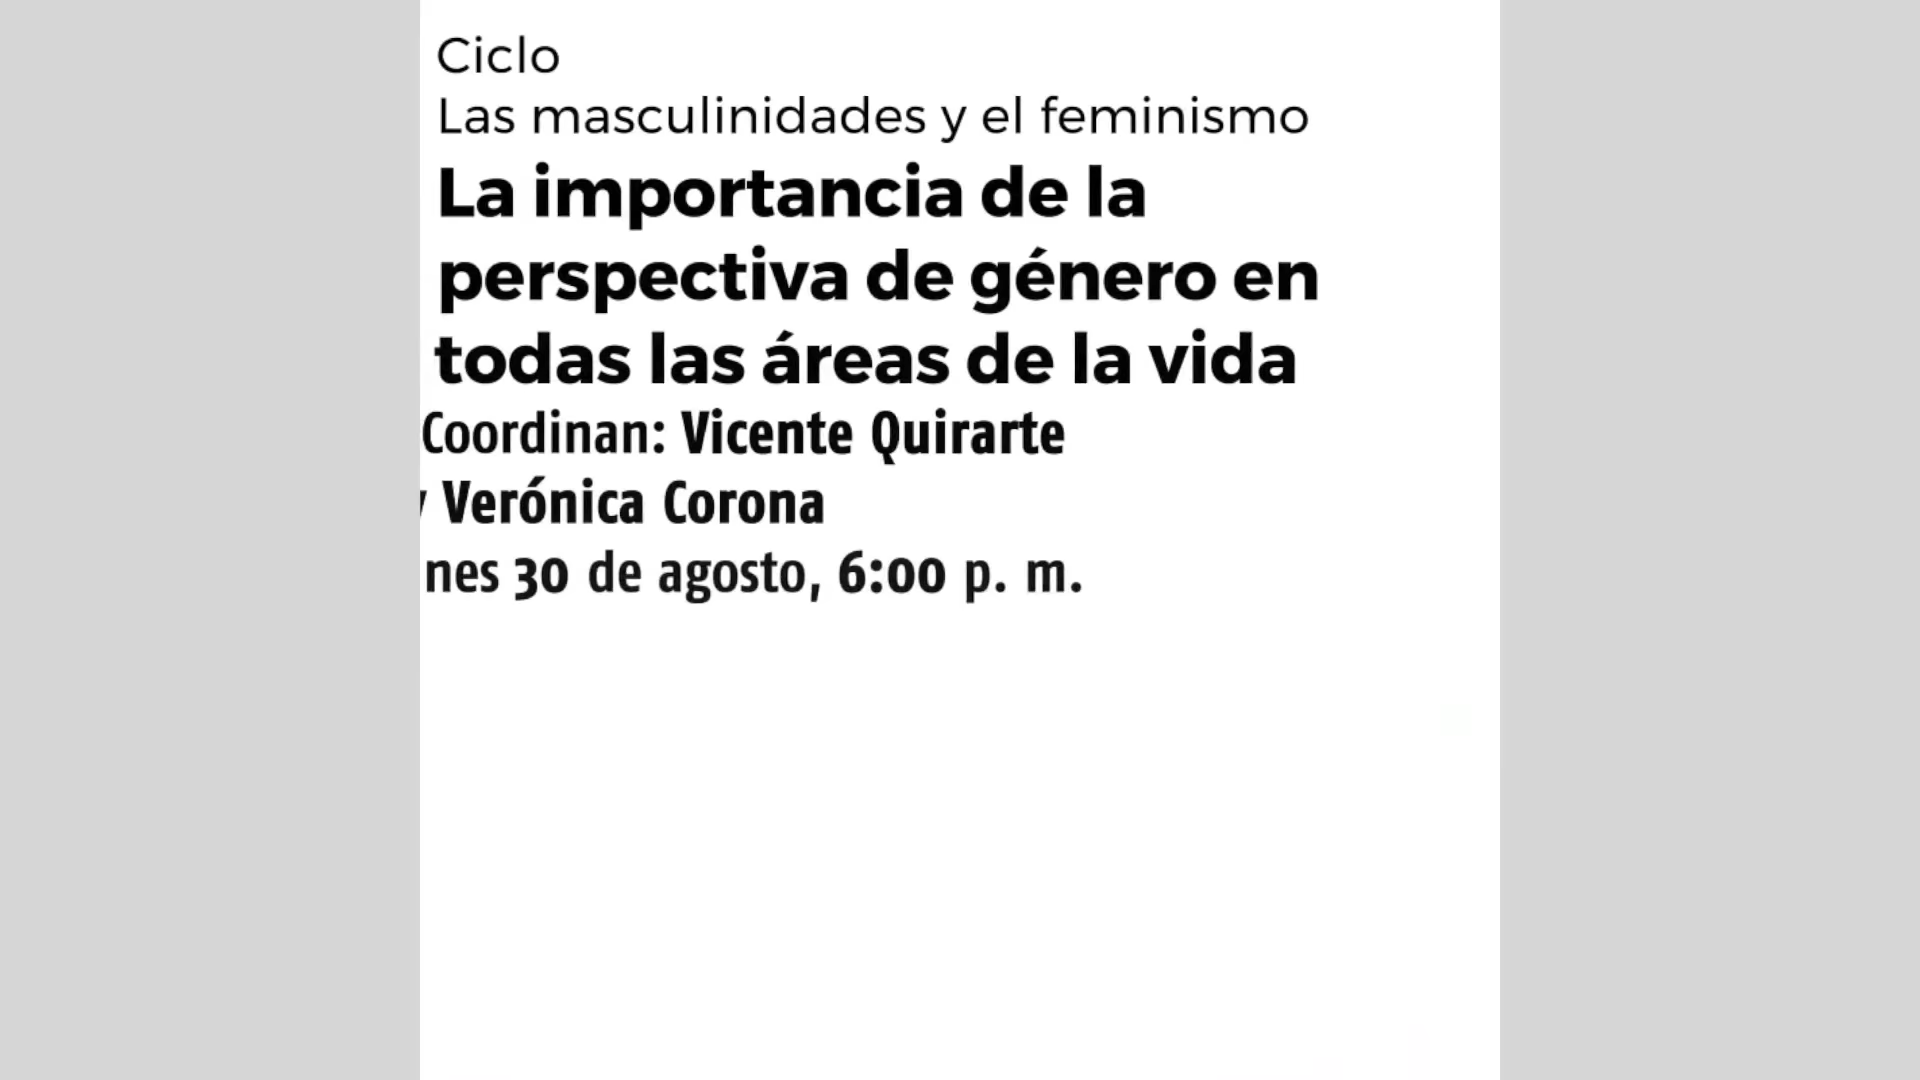 Ciclo
Las masculinidades y el feminismo
La importancia de la
perspectiva de género en
todas las áreas de la vida
Coordinan: Vicente Quirarte
y Verónica Corona
nes 30 de agosto, 6:00 p. m.